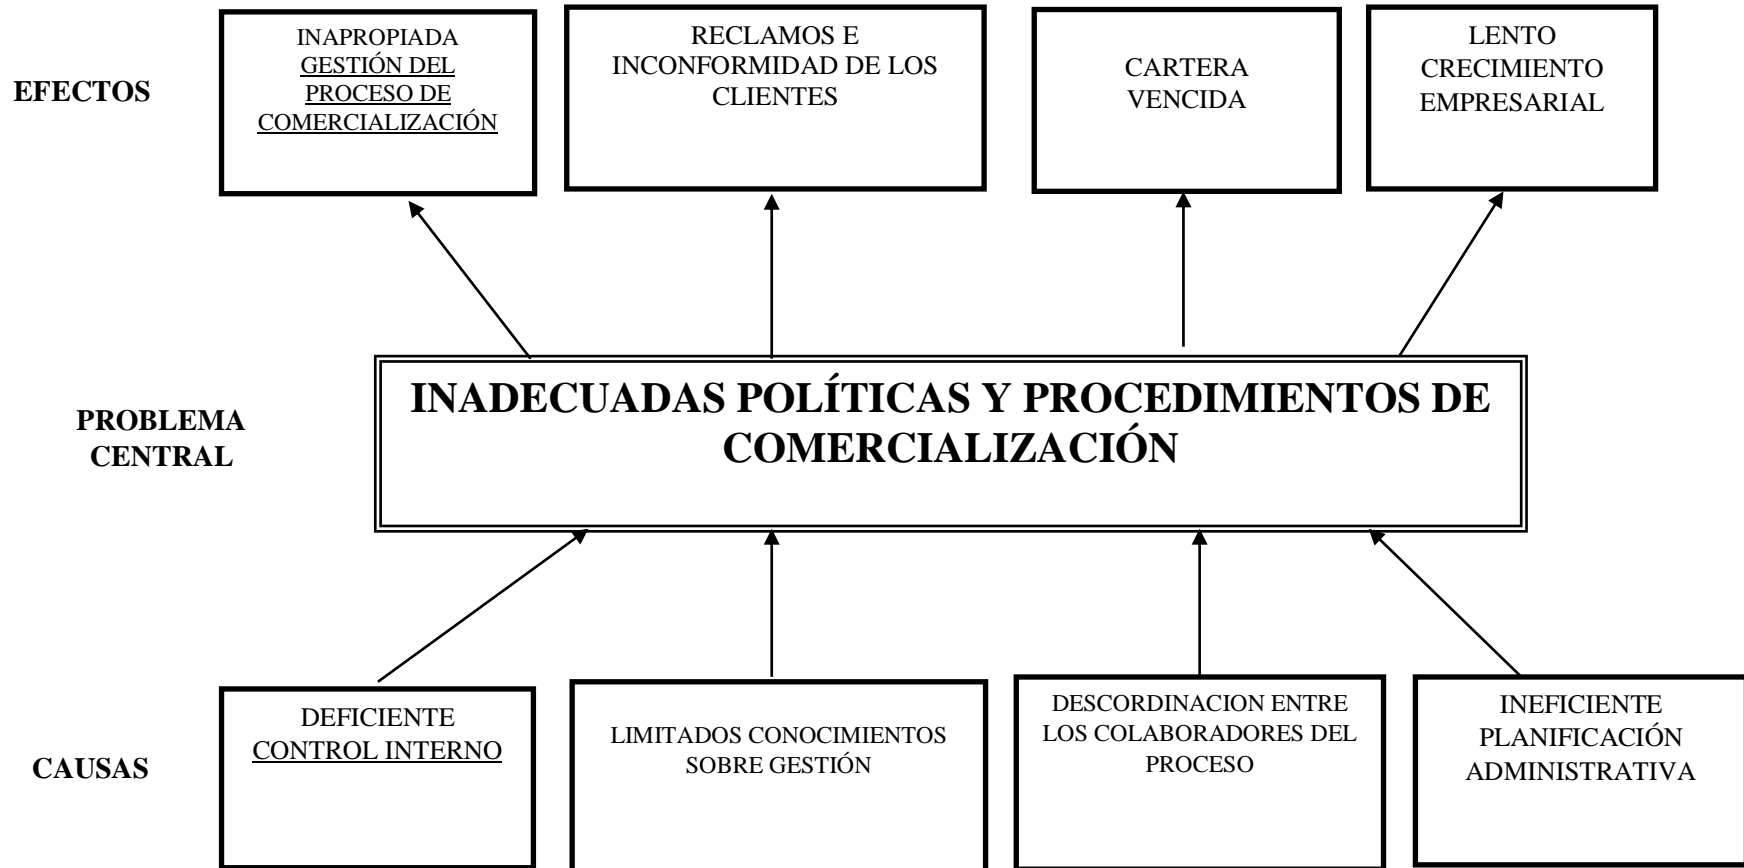 EFECTOS
INAPROPIADA
GESTIÓN DEL
PROCESO DE
COMERCIALIZACIÓN
RECLAMOS E
INCONFORMIDAD DE LOS
CLIENTES
CARTERA
VENCIDA
LENTO
CRECIMIENTO
EMPRESARIAL
PROBLEMA
CENTRAL
INADECUADAS POLÍTICAS Y PROCEDIMIENTOS DE
COMERCIALIZACIÓN
CAUSAS
DEFICIENTE
CONTROL INTERNO
LIMITADOS CONOCIMIENTOS
SOBRE GESTIÓN
DESCORDINACION ENTRE
LOS COLABORADORES DEL
PROCESO
INEFICIENTE
PLANIFICACIÓN
ADMINISTRATIVA